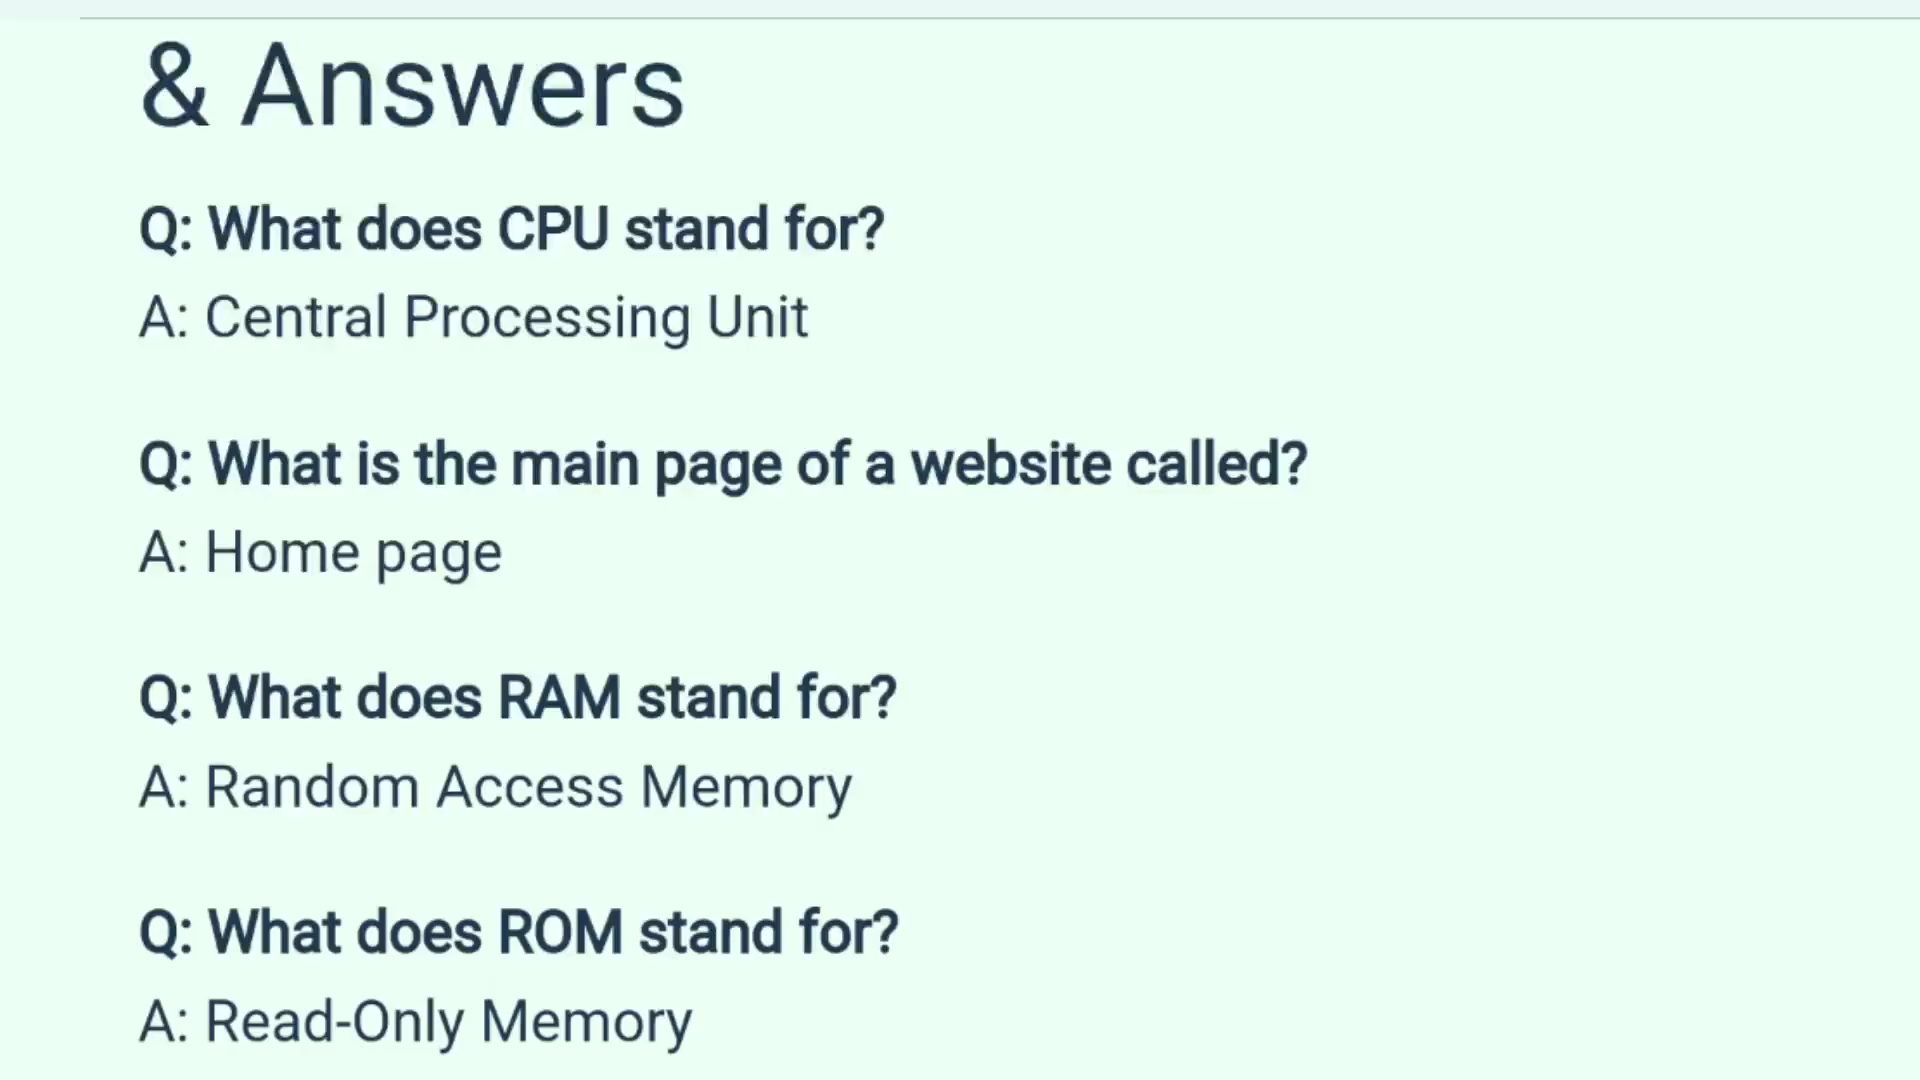 & Answers
Q: What does CPU stand for?
A: Central Processing Unit
Q: What is the main page of a website called?
A: Home page
Q: What does RAM stand for?
A: Random Access Memory
Q: What does ROM stand for?
A: Read-Only Memory